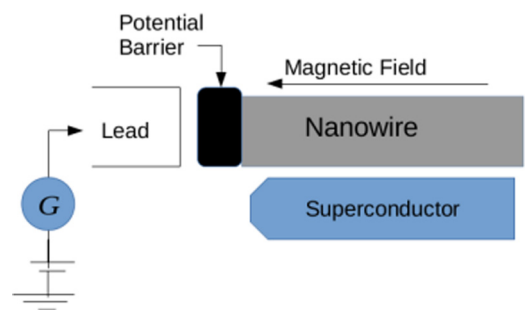 Potential
Barrier
Magnetic Field
Lead
Nanowire
G
Superconductor